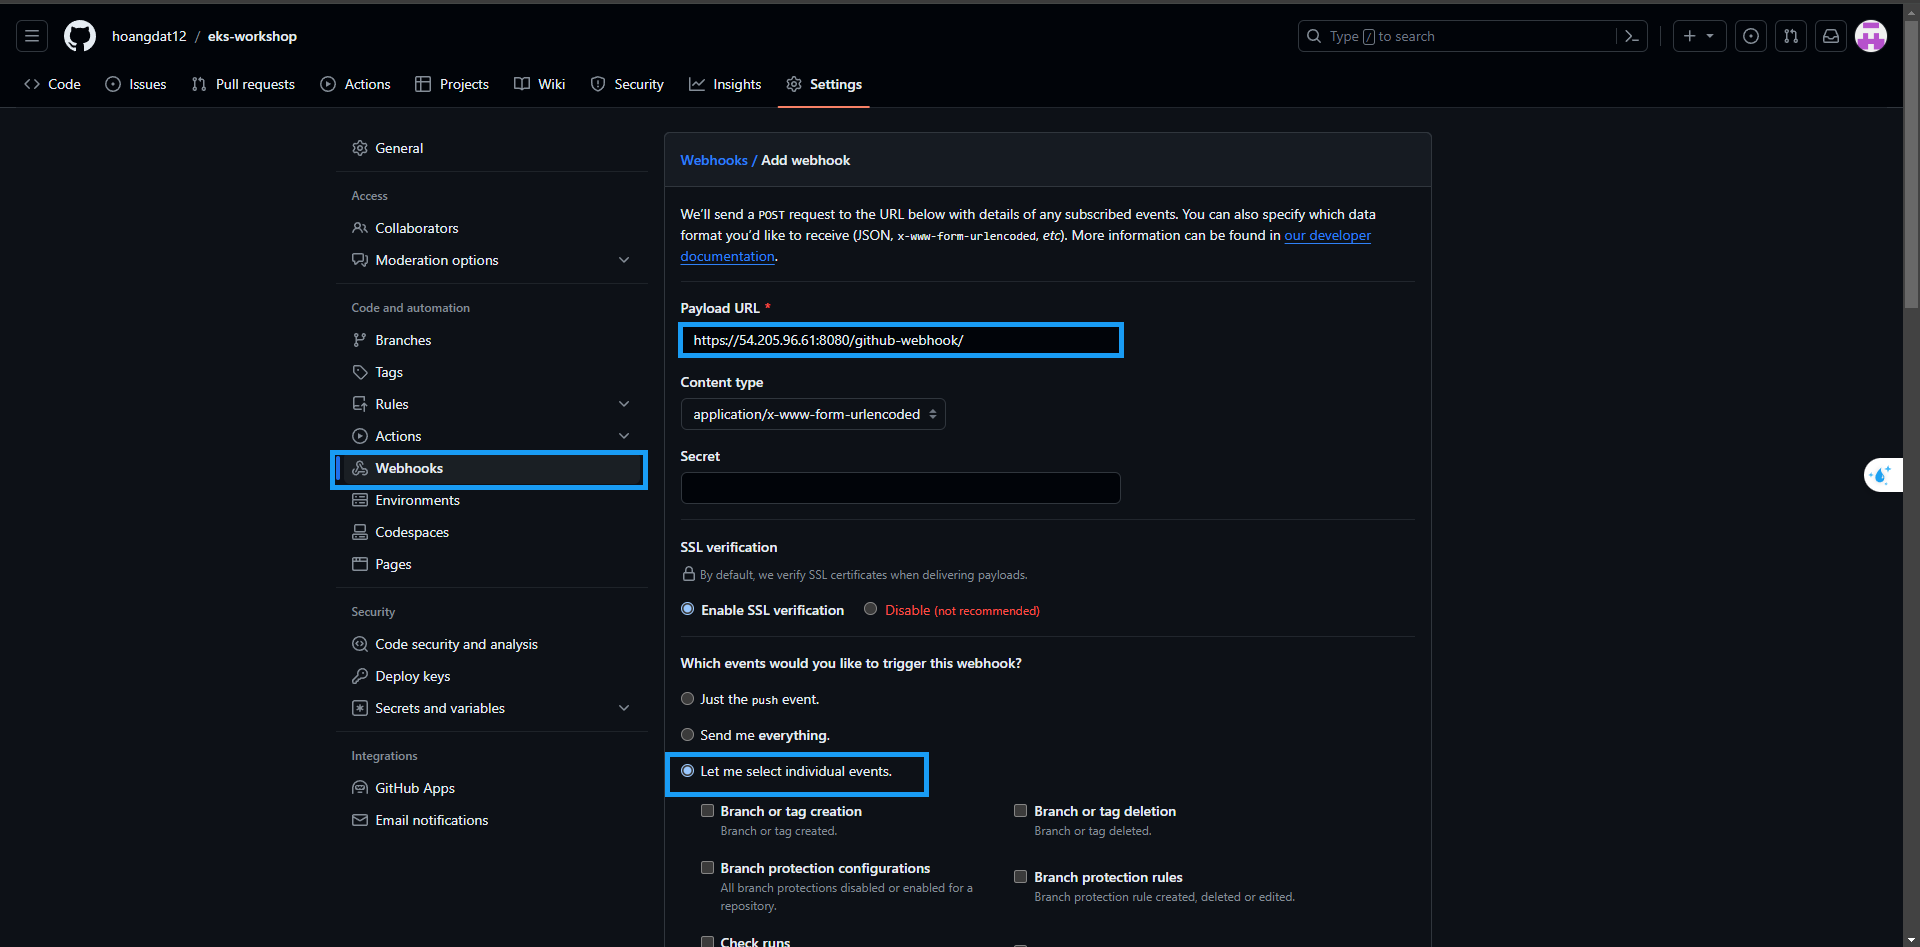 hoangdat12 / eks-workshop
Type / to search
Code
Issues
Pull requests
Actions
Projects
Wiki
Security
Insights
Settings
General
Access
Collaborators
Moderation options
Code and automation
Branches
Tags
Rules
Actions
Webhooks
Environments
Codespaces
Pages
Security
Code security and analysis
Deploy keys
Secrets and variables
Integrations
GitHub Apps
Email notifications
Webhooks / Add webhook
We’ll send a POST request to the URL below with details of any subscribed events. You can also specify which data
format you’d like to receive (JSON, x-www-form-urlencoded, etc). More information can be found in our developer
documentation.
Payload URL *
https://54.205.96.61:8080/github-webhook/
Content type
application/x-www-form-urlencoded
Secret
SSL verification
By default, we verify SSL certificates when delivering payloads.
Enable SSL verification
Disable (not recommended)
Which events would you like to trigger this webhook?
Just the push event.
Send me everything.
Let me select individual events.
Branch or tag creation
Branch or tag created.
Branch or tag deletion
Branch or tag deleted.
Branch protection configurations
All branch protections disabled or enabled for a
repository.
Branch protection rules
Branch protection rule created, deleted or edited.
Check runs